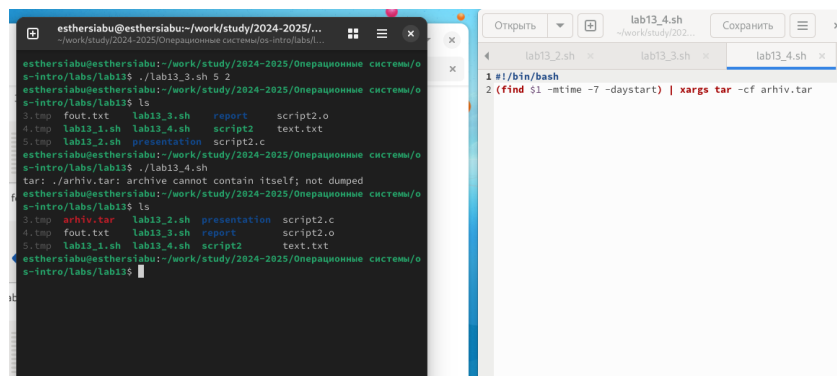 esthersiabu@esthersiabu:~/work/study/2024-2025/...
~/work/study/2024-2025/Операционные системы/os-intro/labs/l...
esthersiabu@esthersiabu:~/work/study/2024-2025/Операционные системы/o
s-intro/labs/lab13$ ./lab13_3.sh 5 2
esthersiabu@esthersiabu:~/work/study/2024-2025/Операционные системы/o
s-intro/labs/lab13$ ls
3.tmp fout.txt lab13_3.sh report script2.o
4.tmp lab13_1.sh lab13_4.sh script2 text.txt
5.tmp lab13_2.sh presentation script2.c
esthersiabu@esthersiabu:~/work/study/2024-2025/Операционные системы/o
s-intro/labs/lab13$ ./lab13_4.sh
tar: ./arhiv.tar: archive cannot contain itself; not dumped
esthersiabu@esthersiabu:~/work/study/2024-2025/Операционные системы/o
s-intro/labs/lab13$ ls
3.tmp arhiv.tar lab13_2.sh presentation script2.c
4.tmp fout.txt lab13_3.sh report script2.o
5.tmp lab13_1.sh lab13_4.sh script2 text.txt
esthersiabu@esthersiabu:~/work/study/2024-2025/Операционные системы/o
s-intro/labs/lab13$
Открыть lab13_4.sh Сохранить
~/work/study/202...
lab13_2.sh lab13_3.sh lab13_4.sh
1 #!/bin/bash
2 (find $1 -mtime -7 -daystart) | xargs tar -cf arhiv.tar